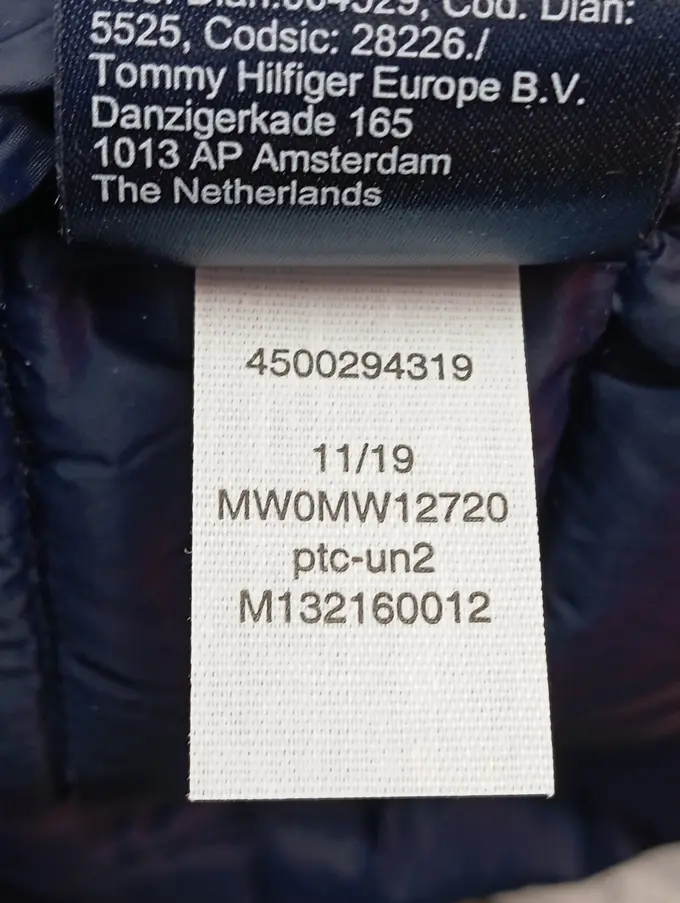 5525, Codsic: 28226./
Tommy Hilfiger Europe B.V.
Danzigerkade 165
1013 AP Amsterdam
The Netherlands
4500294319
11/19
MW0MW12720
ptc-un2
M132160012